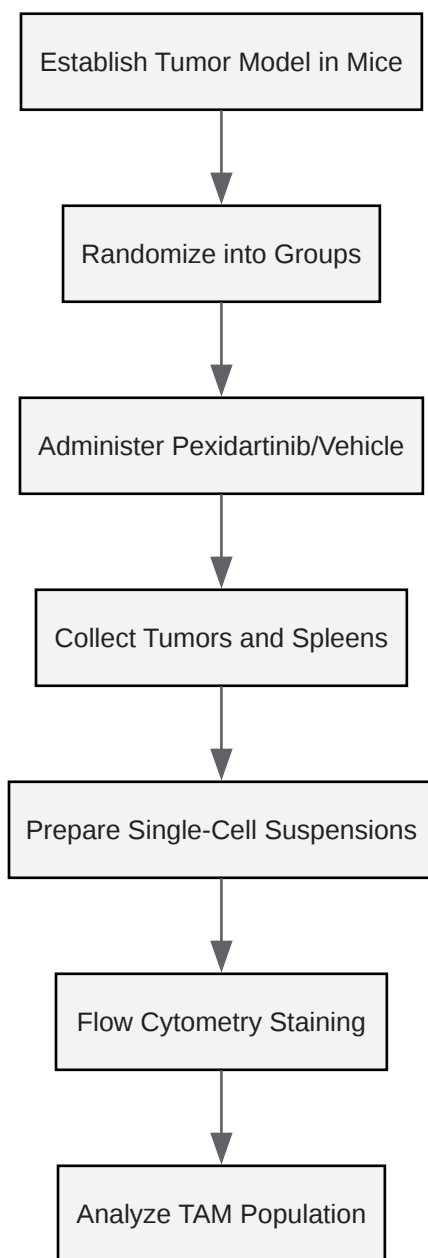 Establish Tumor Model in Mice
Randomize into Groups
Administer Pexidartinib/Vehicle
Collect Tumors and Spleens
Prepare Single-Cell Suspensions
Flow Cytometry Staining
Analyze TAM Population